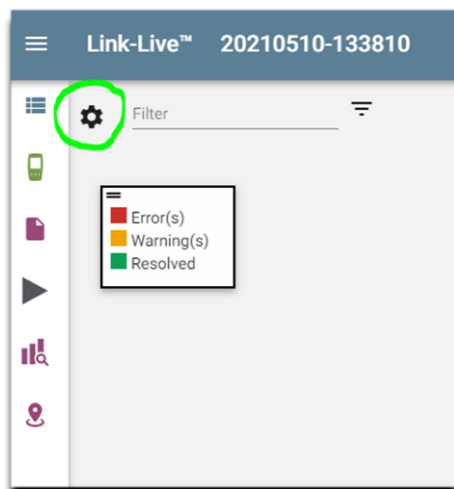 Link-Live™ 20210510-133810
Filter
Error(s)
Warning(s)
Resolved